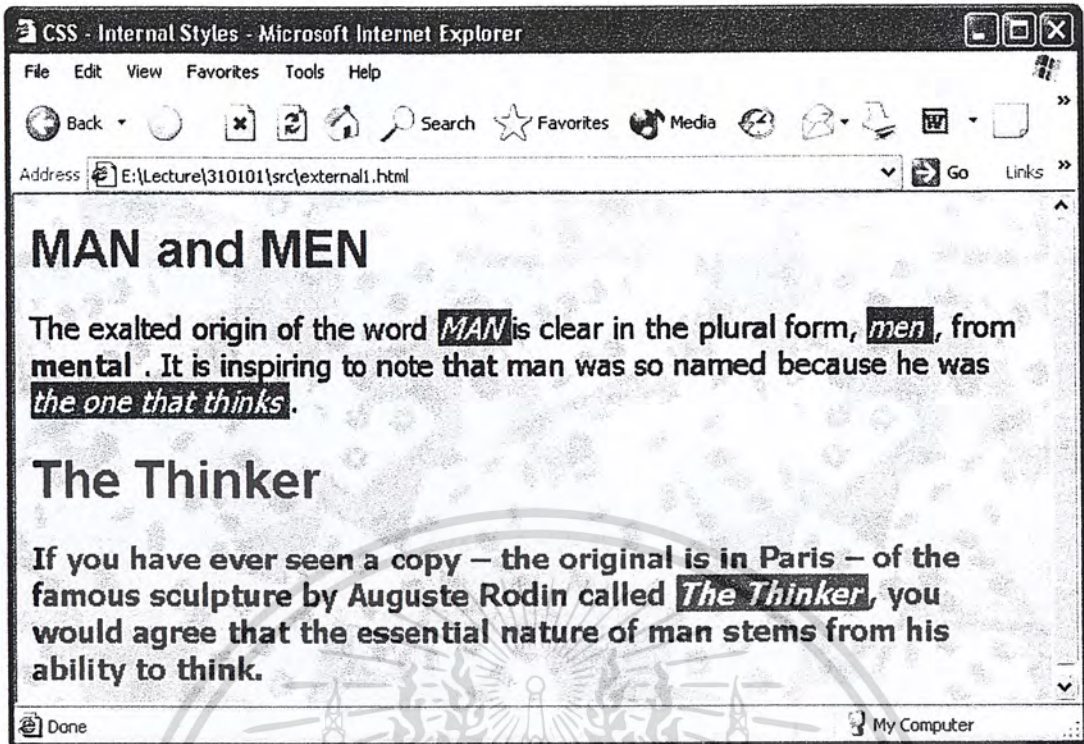 CSS - Internal Styles - Microsoft Internet Explorer
File Edit View Favorites Tools Help
Back Search Favorites Media
Address E:\Lecture\310101\src\external1.html Go Links »
MAN and MEN
The exalted origin of the word MAN is clear in the plural form, men , from
mental . It is inspiring to note that man was so named because he was
the one that thinks .
The Thinker
If you have ever seen a copy – the original is in Paris – of the
famous sculpture by Auguste Rodin called The Thinker , you
would agree that the essential nature of man stems from his
ability to think.
Done My Computer